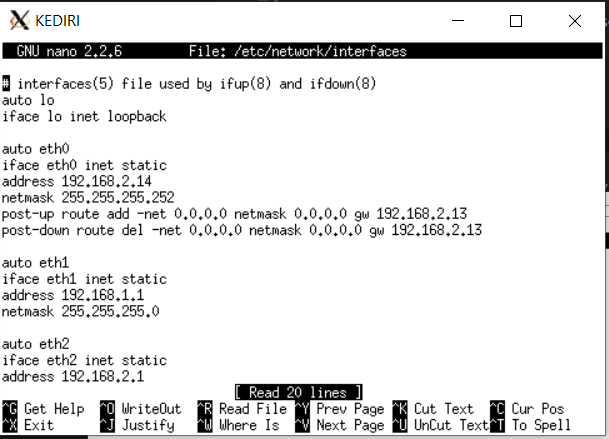 KEDIRI
GNU nano 2.2.6 File: /etc/network/interfaces
# interfaces(5) file used by ifup(8) and ifdown(8)
auto lo
iface lo inet loopback
auto eth0
iface eth0 inet static
address 192.168.2.14
netmask 255.255.255.252
post-up route add -net 0.0.0.0 netmask 0.0.0.0 gw 192.168.2.13
post-down route del -net 0.0.0.0 netmask 0.0.0.0 gw 192.168.2.13
auto eth1
iface eth1 inet static
address 192.168.1.1
netmask 255.255.255.0
auto eth2
iface eth2 inet static
address 192.168.2.1
[ Read 20 lines ]
^G Get Help ^O WriteOut ^R Read File ^Y Prev Page ^K Cut Text ^C Cur Pos
^X Exit ^J Justify ^W Where Is ^V Next Page ^U UnCut Text ^T To Spell